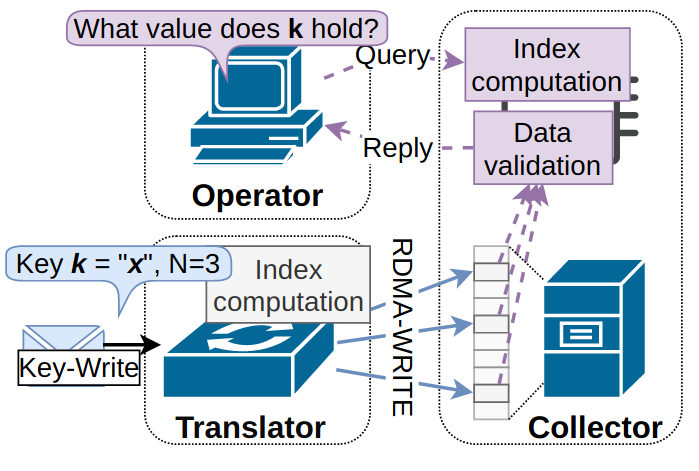 What value does k hold?
Query
Index
computation
Reply
Data
validation
Operator
Key k = "x", N=3
Index
computation
RDMA-WRITE
Key-Write
Translator
Collector